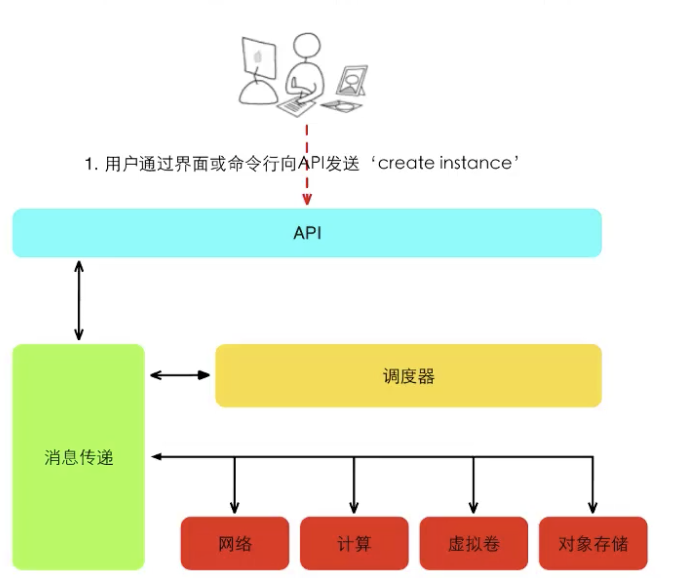 1. 用户通过界面或命令行向API发送‘create instance’
API
调度器
消息传递
网络
计算
虚拟卷
对象存储